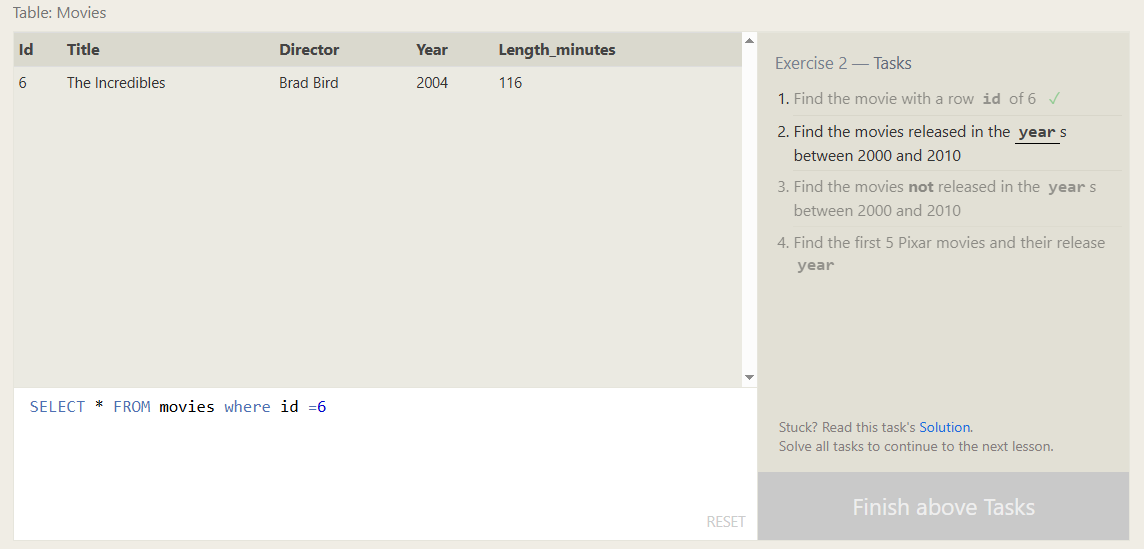 Table: Movies
Id Title Director Year Length_minutes
6 The Incredibles Brad Bird 2004 116
SELECT * FROM movies where id =6
RESET
Exercise 2 — Tasks
1. Find the movie with a row id of 6 ✓
2. Find the movies released in the year s
between 2000 and 2010
3. Find the movies not released in the year s
between 2000 and 2010
4. Find the first 5 Pixar movies and their release
year
Stuck? Read this task's Solution.
Solve all tasks to continue to the next lesson.
Finish above Tasks